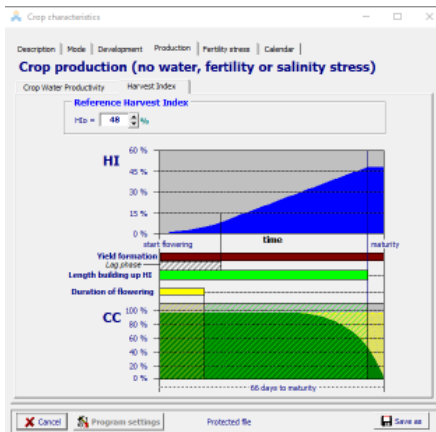 Crop characteristics
Description Mode Development Production Fertility stress Calendar
Crop production (no water, fertility or salinity stress)
Crop Water Productivity Harvest Index
Reference Harvest Index
HIo = 48 %
HI
60 %
45 %
30 %
15 %
0 %
start flowering time maturity
Yield formation
Lag phase
Length building up HI
Duration of flowering
CC
100 %
80 %
60 %
40 %
20 %
0 %
66 days to maturity
Cancel Program settings Protected file Save as